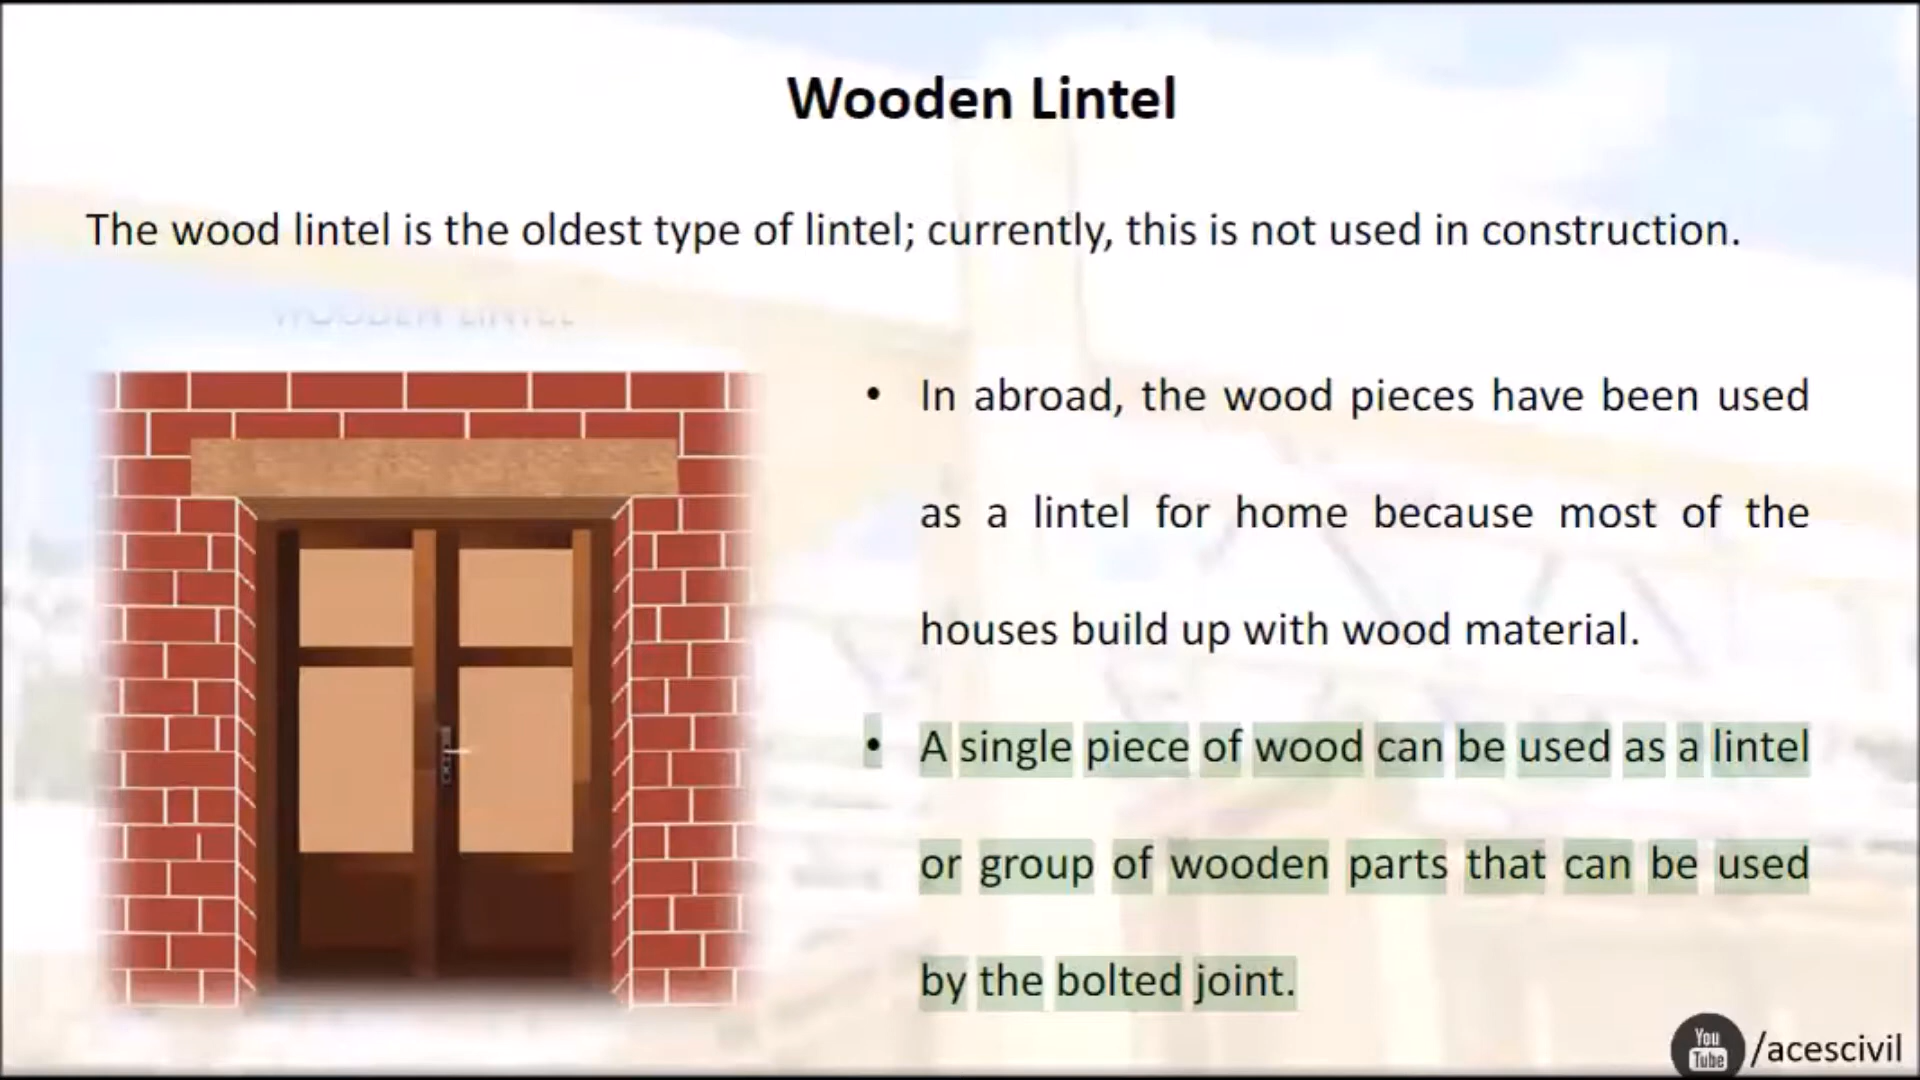 Wooden Lintel
The wood lintel is the oldest type of lintel; currently, this is not used in construction.
WOODEN LINTEL
• In abroad, the wood pieces have been used
as a lintel for home because most of the
houses build up with wood material.
• A single piece of wood can be used as a lintel
or group of wooden parts that can be used
by the bolted joint.
You
Tube
/acescivil